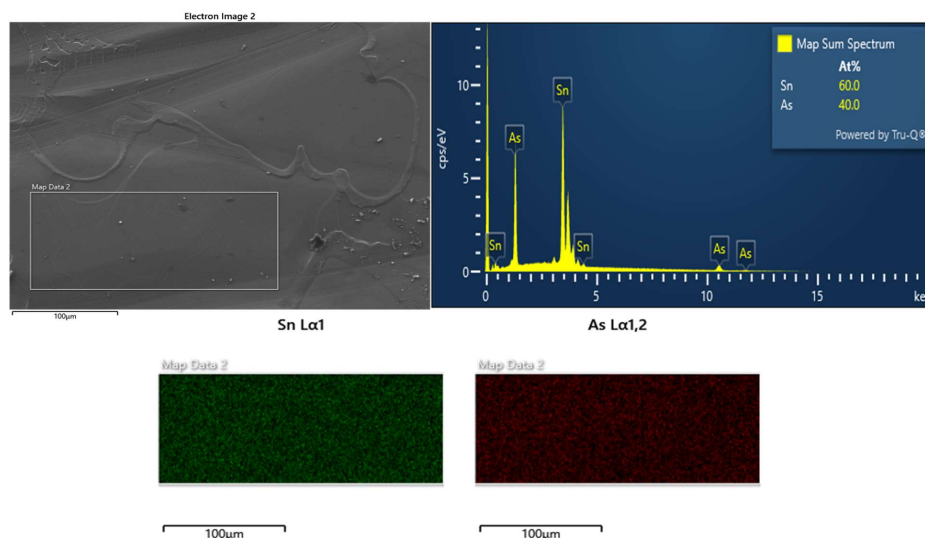 Electron Image 2
Map Data 2
100μm
Map Sum Spectrum
At%
Sn 60.0
As 40.0
Powered by Tru-Q®
cps/eV
10
5
0
Sn
As
Sn
Sn
As
As
0 5 10 15 ke
Sn Lα1
As Lα1,2
Map Data 2
Map Data 2
100μm
100μm